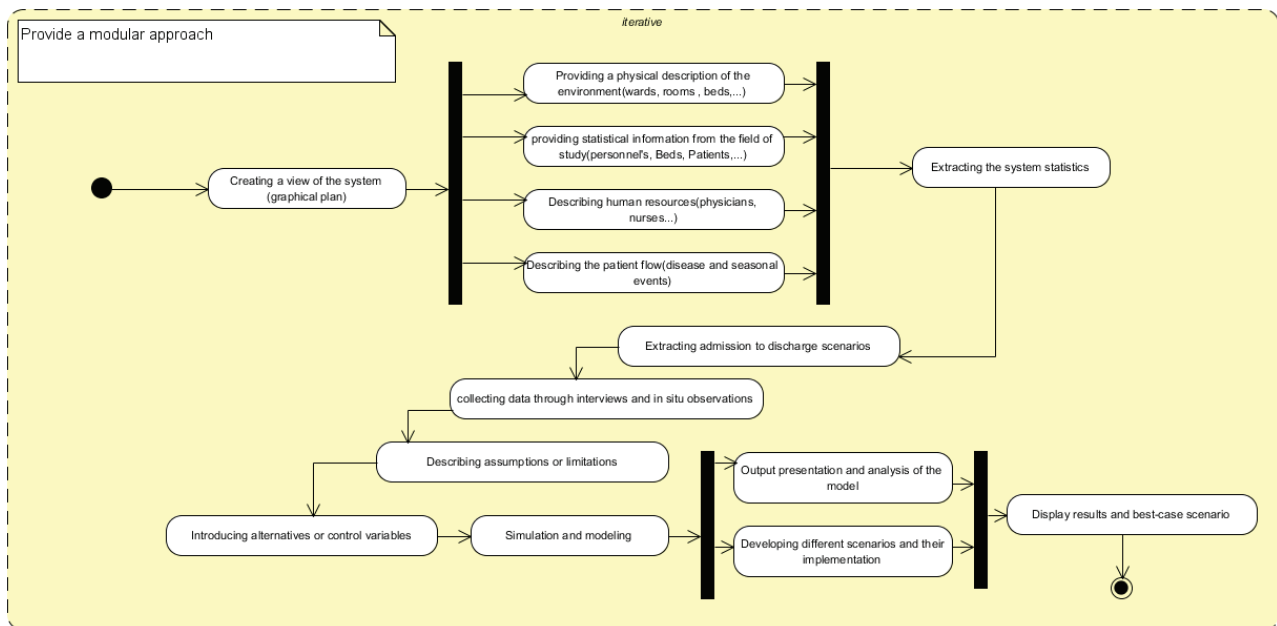 iterative
Provide a modular approach
Providing a physical description of the
environment(wards, rooms , beds,...)
providing statistical information from the field of
study(personnel's, Beds, Patients,...)
Describing human resources(physicians,
nurses...)
Describing the patient flow(disease and seasonal
events)
Creating a view of the system
(graphical plan)
Extracting the system statistics
Extracting admission to discharge scenarios
collecting data through interviews and in situ observations
Describing assumptions or limitations
Introducing alternatives or control variables
Simulation and modeling
Output presentation and analysis of the
model
Developing different scenarios and their
implementation
Display results and best-case scenario